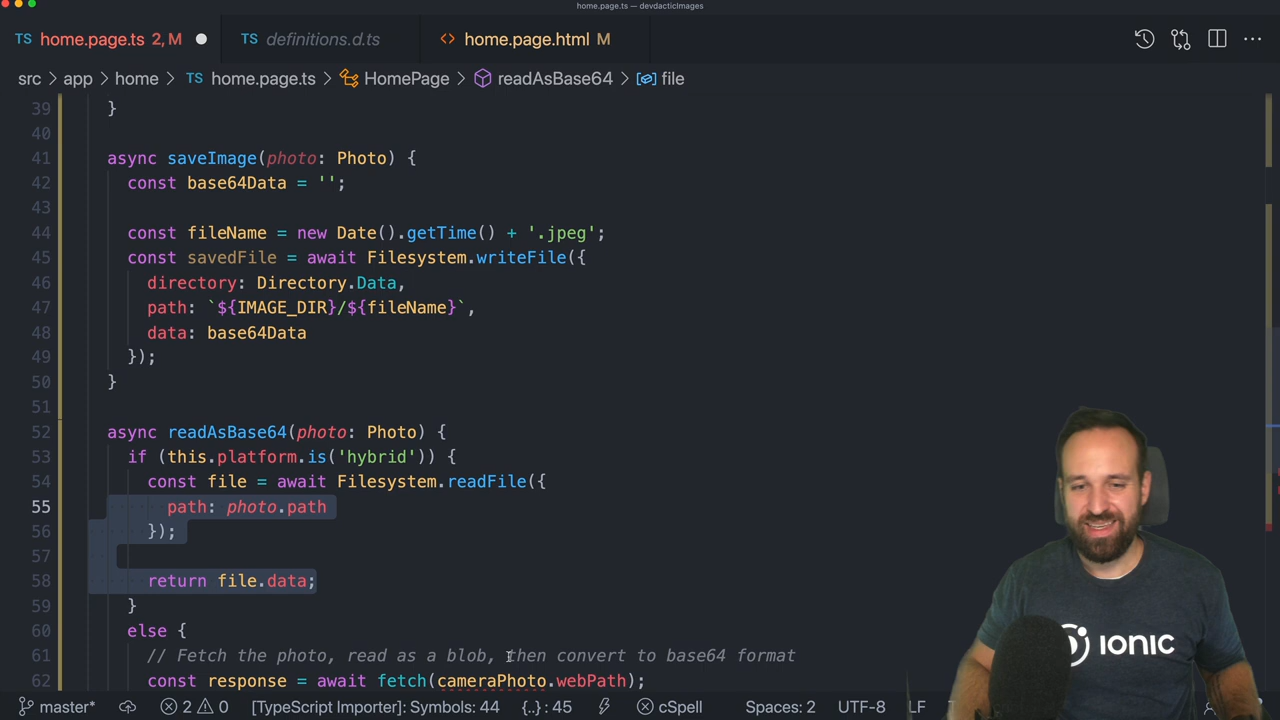 home.page.ts - devdacticImages
TS home.page.ts 2, M
TS definitions.d.ts
<> home.page.html M
src > app > home > TS home.page.ts > HomePage > readAsBase64 > file
39 }
40
41 async saveImage(photo: Photo) {
42 const base64Data = '';
43
44 const fileName = new Date().getTime() + '.jpeg';
45 const savedFile = await Filesystem.writeFile({
46 directory: Directory.Data,
47 path: `${IMAGE_DIR}/${fileName}`,
48 data: base64Data
49 });
50 }
51
52 async readAsBase64(photo: Photo) {
53 if (this.platform.is('hybrid')) {
54 const file = await Filesystem.readFile({
55 path: photo.path
56 });
57
58 return file.data;
59 }
60 else {
61 // Fetch the photo, read as a blob, then convert to base64 format
62 const response = await fetch(cameraPhoto.webPath);
IONIC
master* 2 0 [TypeScript Importer]: Symbols: 44 {..}: 45 cSpell Spaces: 2 UTF-8 LF